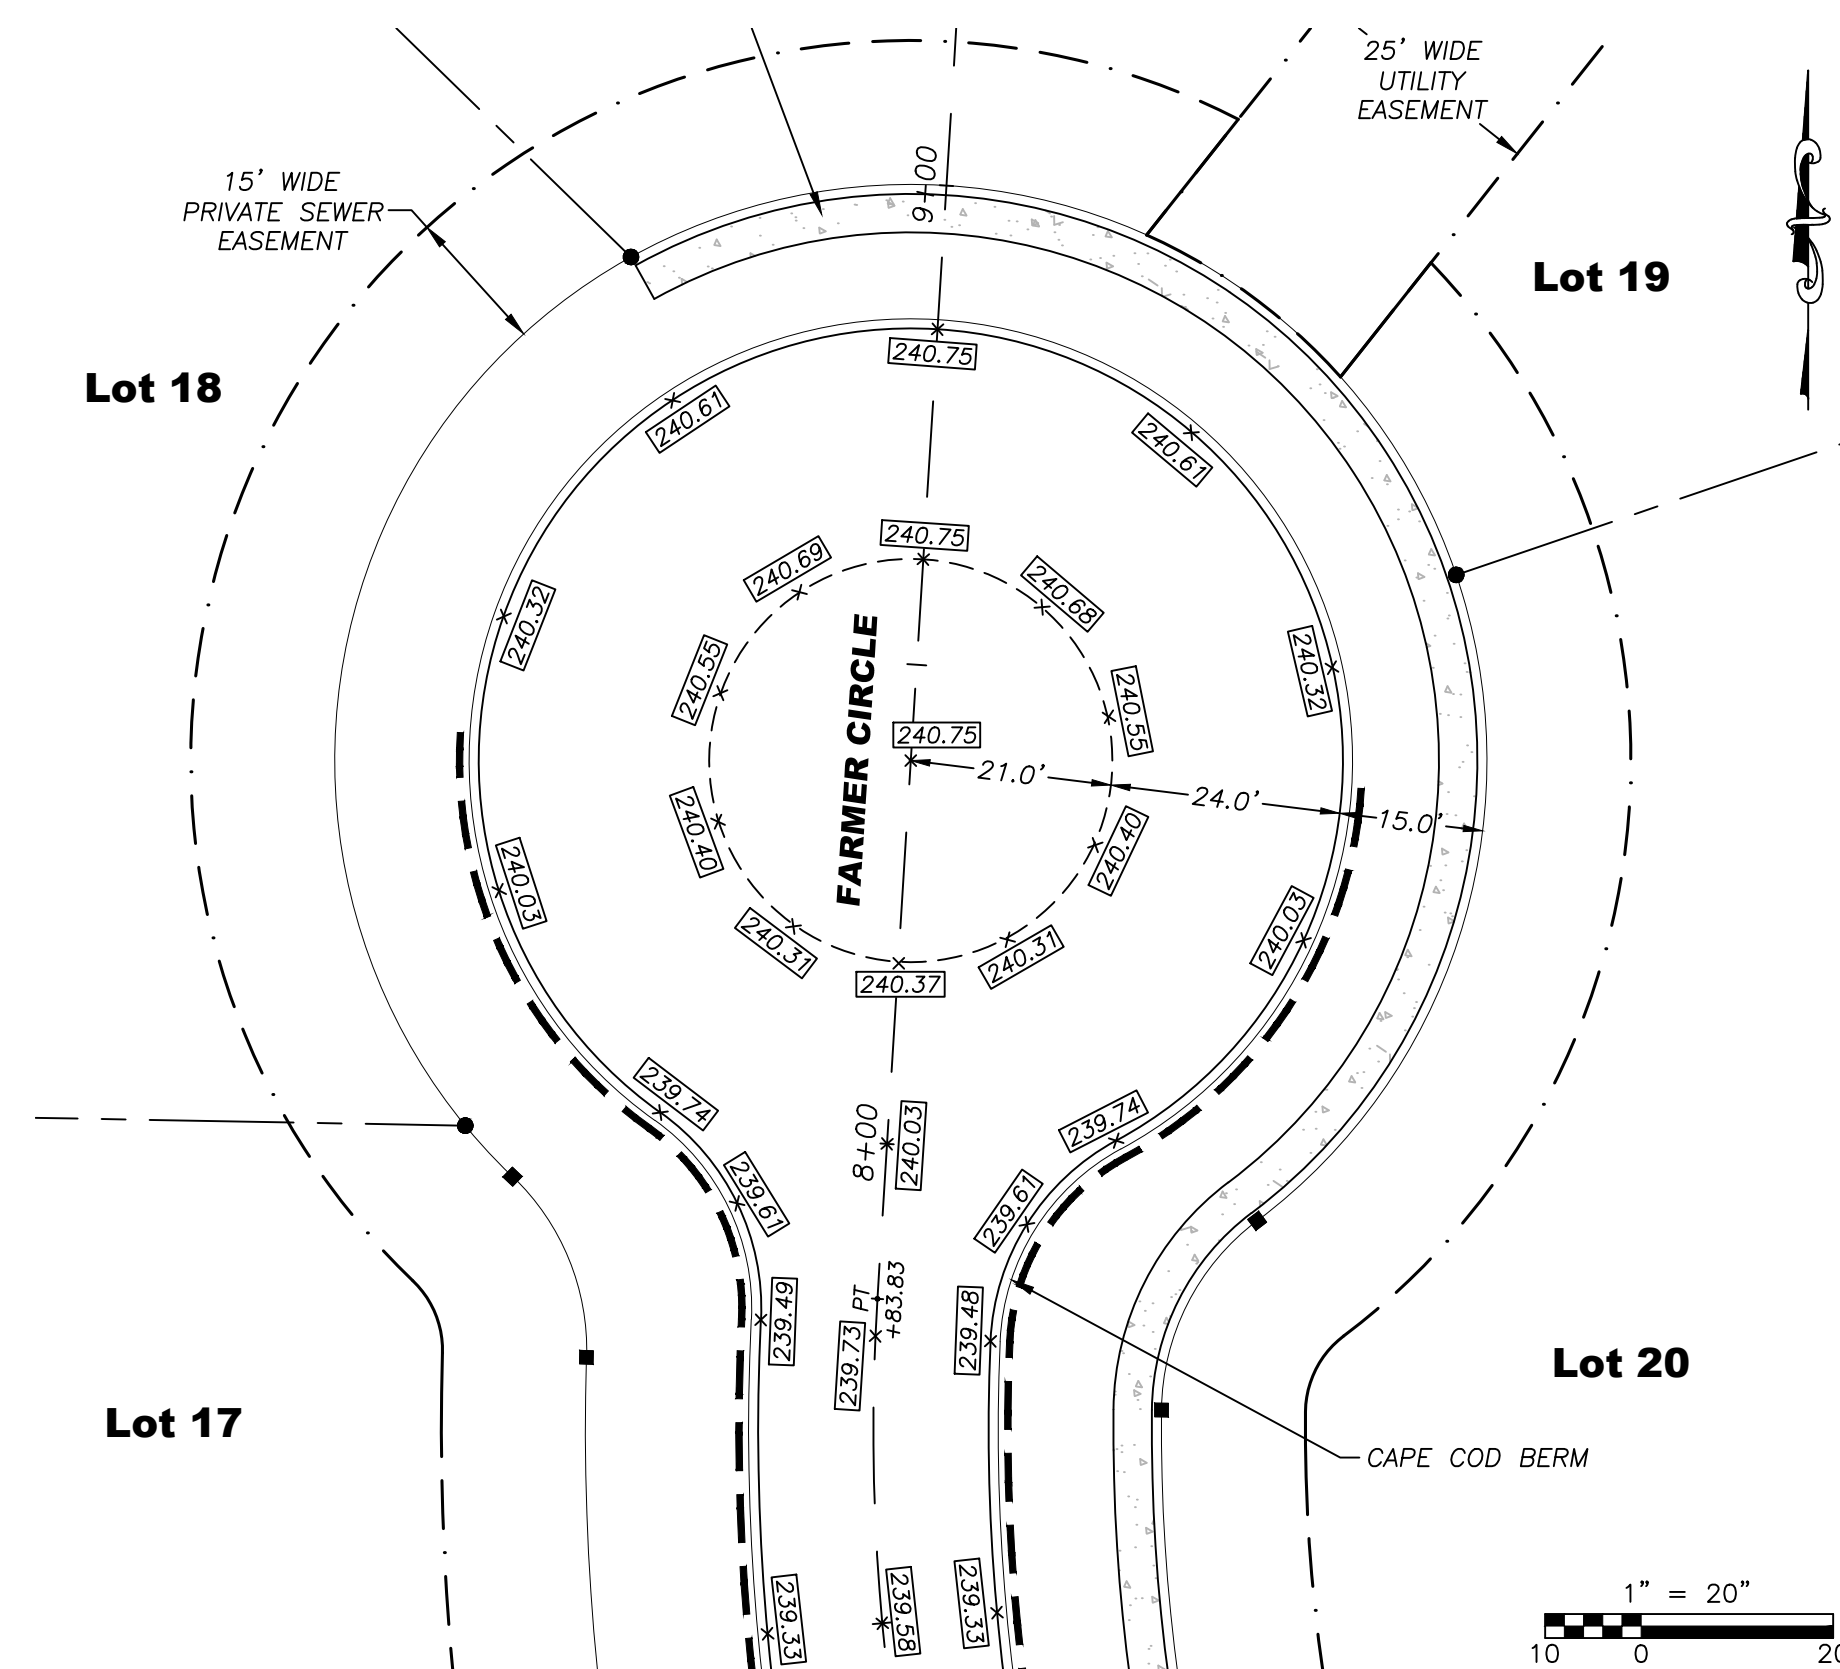 25' WIDE
UTILITY
EASEMENT
9+00
15' WIDE
PRIVATE SEWER
EASEMENT
Lot 19
Lot 18
240.75
240.61
240.61
240.75
240.69
240.68
240.32
240.55
240.55
240.32
FARMER CIRCLE
240.75
21.0'
24.0'
15.0'
240.40
240.40
240.03
240.03
240.31
240.31
240.37
239.74
239.74
8+00
240.03
239.61
239.61
PT
+83.83
239.49
239.48
239.73
Lot 20
Lot 17
CAPE COD BERM
239.33
239.58
239.33
1" = 20"
10 0 20